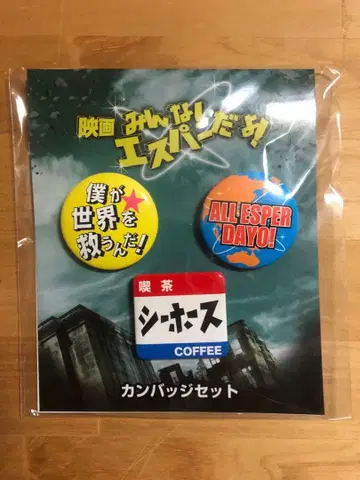 映画 みんな!エスパーだよ!
僕が
世界を
救うんだ!
ALL ESPER
DAYO!
喫茶
シーホース
COFFEE
カンバッジセット